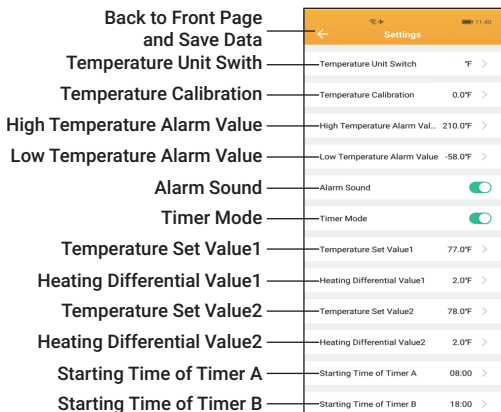 Back to Front Page
and Save Data
11:40
Settings
Temperature Unit Swith
Temperature Unit Switch °F
Temperature Calibration
Temperature Calibration 0.0°F
High Temperature Alarm Value
High Temperature Alarm Val... 210.0°F
Low Temperature Alarm Value
Low Temperature Alarm Value -58.0°F
Alarm Sound
Alarm Sound
Timer Mode
Timer Mode
Temperature Set Value1
Temperature Set Value1 77.0°F
Heating Differential Value1
Heating Differential Value1 2.0°F
Temperature Set Value2
Temperature Set Value2 78.0°F
Heating Differential Value2
Heating Differential Value2 2.0°F
Starting Time of Timer A
Starting Time of Timer A 08:00
Starting Time of Timer B
Starting Time of Timer B 18:00